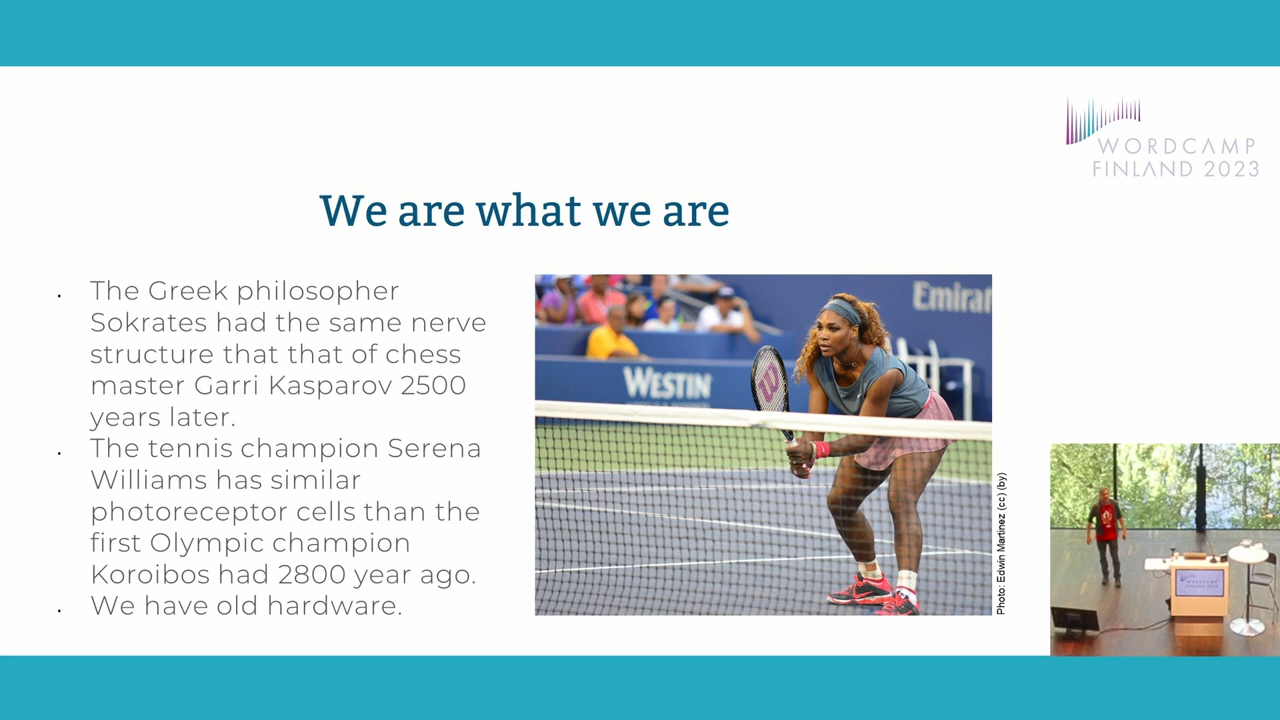 WORDCAMP
FINLAND 2023
We are what we are
The Greek philosopher
Sokrates had the same nerve
structure that that of chess
master Garri Kasparov 2500
years later.
The tennis champion Serena
Williams has similar
photoreceptor cells than the
first Olympic champion
Koroibos had 2800 year ago.
We have old hardware.
Emirat
WESTIN
W
Photo: Edwin Martinez (cc) (by)
WORDCAMP
FINLAND 2023